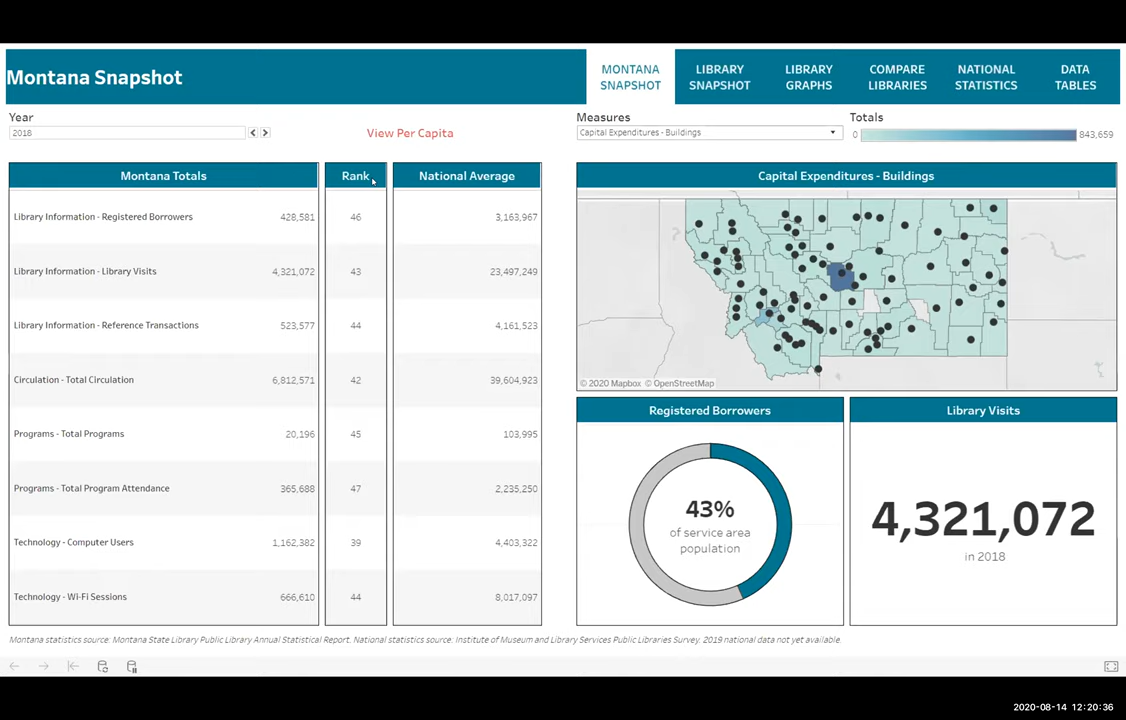 Montana Snapshot
MONTANA SNAPSHOT
LIBRARY SNAPSHOT
LIBRARY GRAPHS
COMPARE LIBRARIES
NATIONAL STATISTICS
DATA TABLES
Year
2018
View Per Capita
Measures
Capital Expenditures - Buildings
Totals
0
843,659
Montana Totals
Rank
National Average
Library Information - Registered Borrowers 428,581 46 3,163,967
Library Information - Library Visits 4,321,072 43 23,497,249
Library Information - Reference Transactions 523,577 44 4,161,523
Circulation - Total Circulation 6,812,571 42 39,604,923
Programs - Total Programs 20,196 45 103,995
Programs - Total Program Attendance 365,688 47 2,235,250
Technology - Computer Users 1,162,382 39 4,403,322
Technology - Wi-Fi Sessions 666,610 44 8,017,097
Capital Expenditures - Buildings
© 2020 Mapbox © OpenStreetMap
Registered Borrowers
43%
of service area
population
Library Visits
4,321,072
in 2018
Montana statistics source: Montana State Library Public Library Annual Statistical Report. National statistics source: Institute of Museum and Library Services Public Libraries Survey. 2019 national data not yet available.
2020-08-14 12:20:36